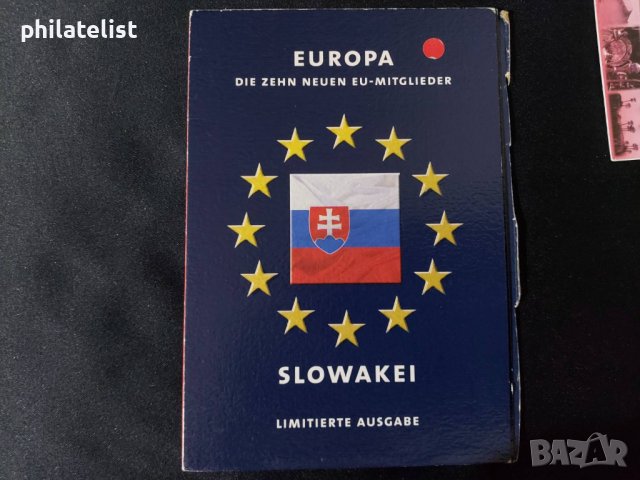 philatelist
EUROPA
DIE ZEHN NEUEN EU-MITGLIEDER
SLOWAKEI
LIMITIERTE AUSGABE
BAZAR